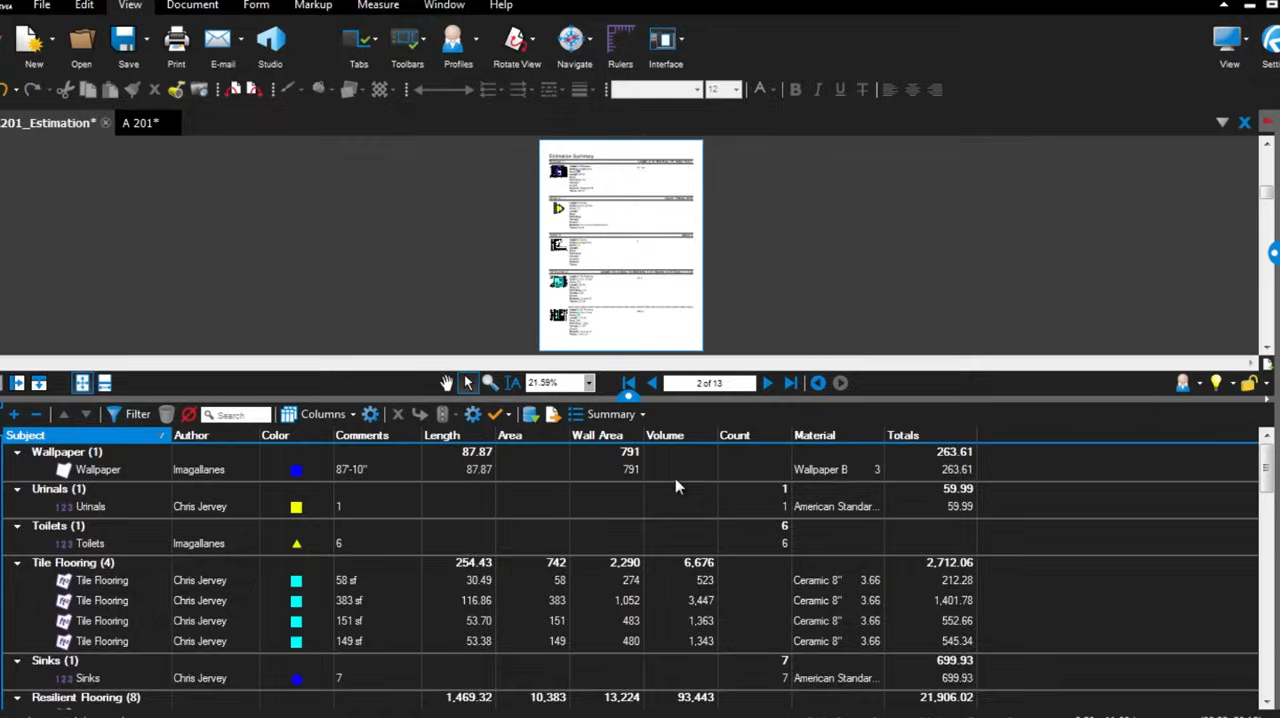 File Edit View Document Form Markup Measure Window Help
New Open Save Print E-mail Studio Tabs Toolbars Profiles Rotate View Navigate Rulers Interface View
12 A B I U T
201_Estimation* A 201*
Estimation Summary
21.59% 2 of 13
Filter Search Columns Summary
Subject Author Color Comments Length Area Wall Area Volume Count Material Totals
Wallpaper (1) 87.87 791 263.61
Wallpaper lmagallanes 87'-10" 87.87 791 Wallpaper B 3 263.61
Urinals (1) 1 59.99
123 Urinals Chris Jervey 1 1 American Standar... 59.99
Toilets (1) 6
123 Toilets lmagallanes 6 6
Tile Flooring (4) 254.43 742 2,290 6,676 2,712.06
Tile Flooring Chris Jervey 58 sf 30.49 58 274 523 Ceramic 8" 3.66 212.28
Tile Flooring Chris Jervey 383 sf 116.86 383 1,052 3,447 Ceramic 8" 3.66 1,401.78
Tile Flooring Chris Jervey 151 sf 53.70 151 483 1,363 Ceramic 8" 3.66 552.66
Tile Flooring Chris Jervey 149 sf 53.38 149 480 1,343 Ceramic 8" 3.66 545.34
Sinks (1) 7 699.93
123 Sinks Chris Jervey 7 7 American Standar... 699.93
Resilient Flooring (8) 1,469.32 10,383 13,224 93,443 21,906.02